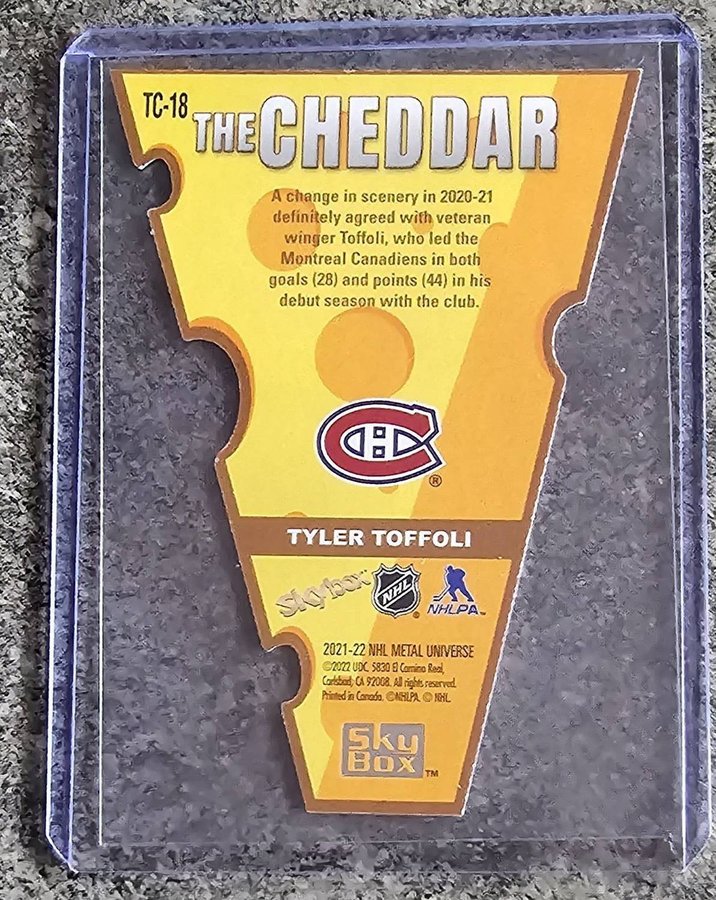 TC-18
THE CHEDDAR
A change in scenery in 2020-21
definitely agreed with veteran
winger Toffoli, who led the
Montreal Canadiens in both
goals (28) and points (44) in his
debut season with the club.
CH
®
TYLER TOFFOLI
Skybox NHL ® NHLPA™
2021-22 NHL METAL UNIVERSE
©2022 UDC. 5830 El Camino Real,
Carlsbad, CA 92008. All rights reserved.
Printed in Canada. ©NHLPA. © NHL.
Sky
Box ™